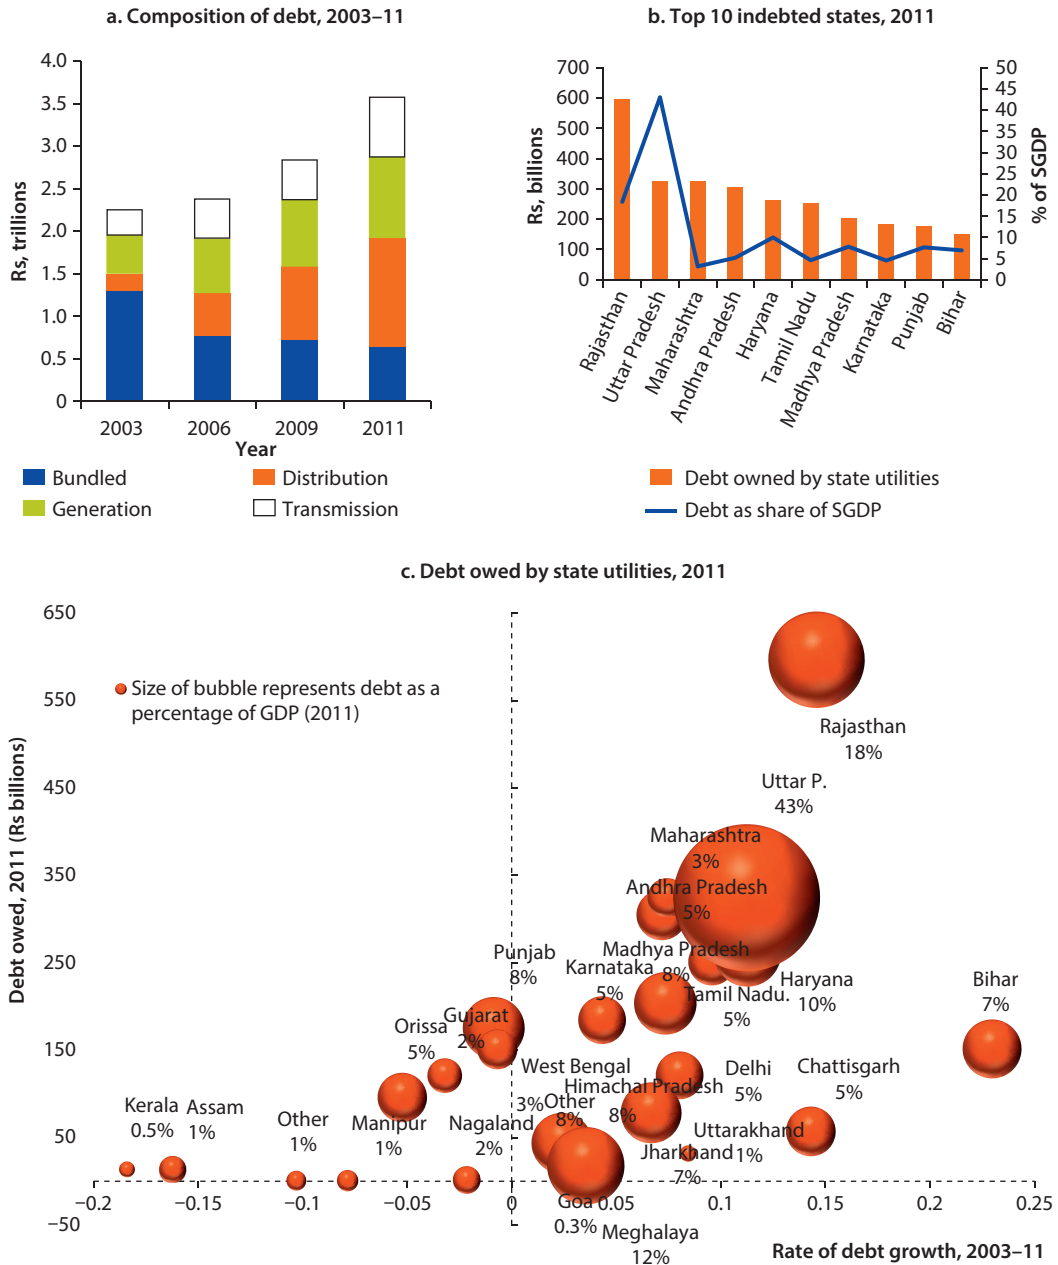 a. Composition of debt, 2003–11
Rs, trillions
4.0
3.5
3.0
2.5
2.0
1.5
1.0
0.5
0
2003 2006 2009 2011
Year
Bundled
Distribution
Generation
Transmission
b. Top 10 indebted states, 2011
Rs, billions
700
600
500
400
300
200
100
0
50
45
40
35
30
25
20
15
10
5
0
% of SGDP
Rajasthan
Uttar Pradesh
Maharashtra
Andhra Pradesh
Haryana
Tamil Nadu
Madhya Pradesh
Karnataka
Punjab
Bihar
Debt owned by state utilities
Debt as share of SGDP
c. Debt owed by state utilities, 2011
Debt owed, 2011 (Rs billions)
650
550
450
350
250
150
50
−50
Size of bubble represents debt as a
percentage of GDP (2011)
Rajasthan
18%
Uttar P.
43%
Maharashtra
3%
Andhra Pradesh
5%
Madhya Pradesh
8%
Punjab
8%
Karnataka
5%
Haryana
10%
Tamil Nadu.
5%
Bihar
7%
Gujarat
2%
Orissa
5%
West Bengal
3%
Delhi
5%
Chattisgarh
5%
Himachal Pradesh
8%
Other
8%
Kerala
0.5%
Assam
1%
Other
1%
Manipur
1%
Nagaland
2%
Uttarakhand
1%
Jharkhand
7%
Goa
0.3%
Meghalaya
12%
−0.2 −0.15 −0.1 −0.05 0 0.05 0.1 0.15 0.2 0.25
Rate of debt growth, 2003–11